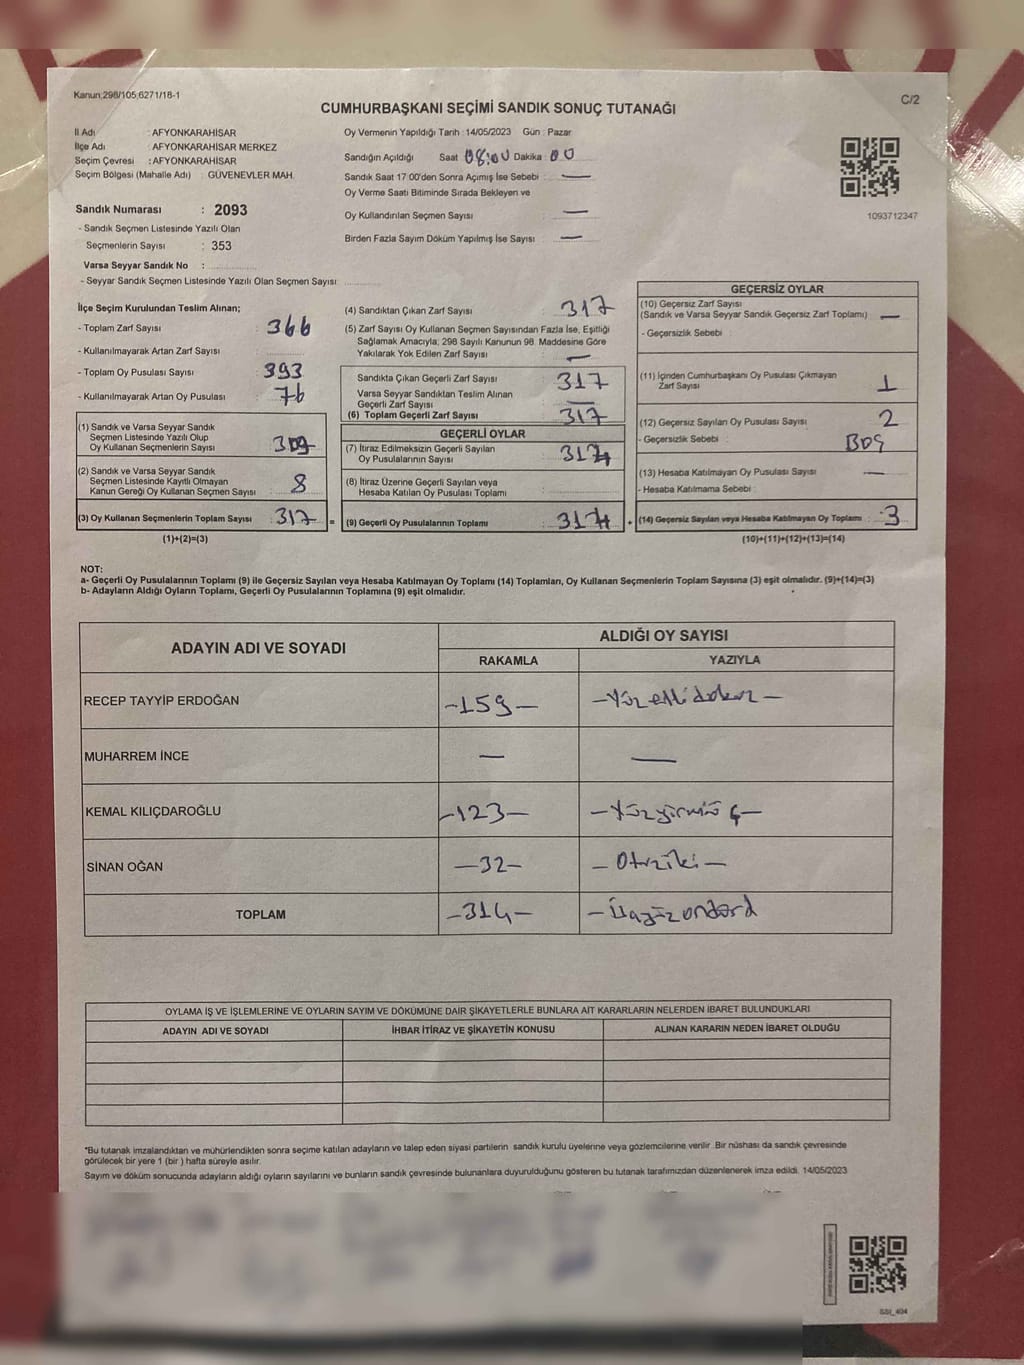 Kanun;298/105;6271/18-1
C/2
CUMHURBAŞKANI SEÇİMİ SANDIK SONUÇ TUTANAĞI
İl Adı : AFYONKARAHİSAR
İlçe Adı : AFYONKARAHİSAR MERKEZ
Seçim Çevresi : AFYONKARAHİSAR
Seçim Bölgesi (Mahalle Adı) : GÜVENEVLER MAH.
Sandık Numarası : 2093
- Sandık Seçmen Listesinde Yazılı Olan
Seçmenlerin Sayısı : 353
Varsa Seyyar Sandık No :
- Seyyar Sandık Seçmen Listesinde Yazılı Olan Seçmen Sayısı :
Oy Vermenin Yapıldığı Tarih : 14/05/2023 Gün : Pazar
Sandığın Açıldığı Saat 08:00 Dakika : 00
Sandık Saat 17:00'den Sonra Açımış İse Sebebi : —
Oy Verme Saati Bitiminde Sırada Bekleyen ve
Oy Kullandırılan Seçmen Sayısı —
Birden Fazla Sayım Döküm Yapılmış İse Sayısı : —
1093712347
İlçe Seçim Kurulundan Teslim Alınan;
- Toplam Zarf Sayısı : 366
- Kullanılmayarak Artan Zarf Sayısı :
- Toplam Oy Pusulası Sayısı : 393
- Kullanılmayarak Artan Oy Pusulası : 76
(1) Sandık ve Varsa Seyyar Sandık
Seçmen Listesinde Yazılı Olup
Oy Kullanan Seçmenlerin Sayısı : 309
(2) Sandık ve Varsa Seyyar Sandık
Seçmen Listesinde Kayıtlı Olmayan
Kanun Gereği Oy Kullanan Seçmen Sayısı : 8
(3) Oy Kullanan Seçmenlerin Toplam Sayısı : 317 =
(1)+(2)=(3)
(4) Sandıktan Çıkan Zarf Sayısı : 317
(5) Zarf Sayısı Oy Kullanan Seçmen Sayısından Fazla İse, Eşitliği
Sağlamak Amacıyla; 298 Sayılı Kanunun 98. Maddesine Göre
Yakılarak Yok Edilen Zarf Sayısı : —
Sandıkta Çıkan Geçerli Zarf Sayısı : 317
Varsa Seyyar Sandıktan Teslim Alınan
Geçerli Zarf Sayısı : —
(6) Toplam Geçerli Zarf Sayısı : 317
GEÇERLİ OYLAR
(7) İtiraz Edilmeksizin Geçerli Sayılan
Oy Pusulalarının Sayısı : 314
(8) İtiraz Üzerine Geçerli Sayılan veya
Hesaba Katılan Oy Pusulası Toplamı :
(9) Geçerli Oy Pusulalarının Toplamı : 314 +
GEÇERSİZ OYLAR
(10) Geçersiz Zarf Sayısı
(Sandık ve Varsa Seyyar Sandık Geçersiz Zarf Toplamı) : —
- Geçersizlik Sebebi :
(11) İçinden Cumhurbaşkanı Oy Pusulası Çıkmayan
Zarf Sayısı : 1
(12) Geçersiz Sayılan Oy Pusulası Sayısı : 2
- Geçersizlik Sebebi : Boş
(13) Hesaba Katılmayan Oy Pusulası Sayısı : —
- Hesaba Katılmama Sebebi :
(14) Geçersiz Sayılan veya Hesaba Katılmayan Oy Toplamı : 3
(10)+(11)+(12)+(13)=(14)
NOT:
a- Geçerli Oy Pusulalarının Toplamı (9) ile Geçersiz Sayılan veya Hesaba Katılmayan Oy Toplamı (14) Toplamları, Oy Kullanan Seçmenlerin Toplam Sayısına (3) eşit olmalıdır. (9)+(14)=(3)
b- Adayların Aldığı Oyların Toplamı, Geçerli Oy Pusulalarının Toplamına (9) eşit olmalıdır.
ADAYIN ADI VE SOYADI
ALDIĞI OY SAYISI
RAKAMLA YAZIYLA
RECEP TAYYİP ERDOĞAN -159- -Yüzellidokuz-
MUHARREM İNCE — —
KEMAL KILIÇDAROĞLU -123- -Yüzyirmiüç-
SİNAN OĞAN -32- -Otuziki-
TOPLAM -314- -Üçyüzondört
OYLAMA İŞ VE İŞLEMLERİNE VE OYLARIN SAYIM VE DÖKÜMÜNE DAİR ŞİKAYETLERLE BUNLARA AİT KARARLARIN NELERDEN İBARET BULUNDUKLARI
ADAYIN ADI VE SOYADI İHBAR İTİRAZ VE ŞİKAYETİN KONUSU ALINAN KARARIN NEDEN İBARET OLDUĞU
*Bu tutanak imzalandıktan ve mühürlendikten sonra seçime katılan adayların ve talep eden siyasi partilerin sandık kurulu üyelerine veya gözlemcilerine verilir. Bir nüshası da sandık çevresinde
görülecek bir yere 1 (bir ) hafta süreyle asılır.
Sayım ve döküm sonucunda adayların aldığı oyların sayılarını ve bunların sandık çevresinde bulunanlara duyurulduğunu gösteren bu tutanak tarafımızdan düzenlenerek imza edildi. 14/05/2023
SSI_404